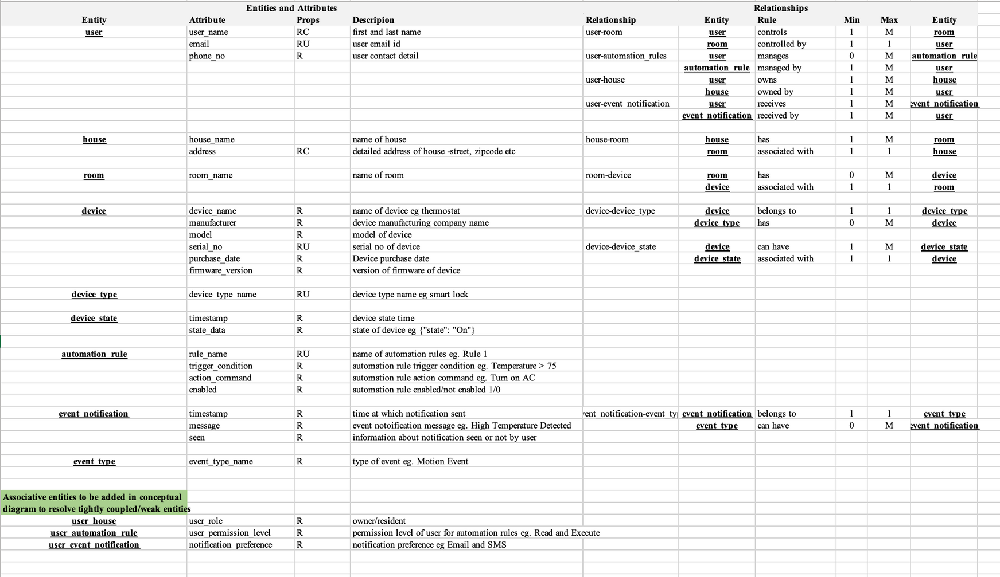 Entities and Attributes Relationships
Entity Attribute Props Descripion Relationship Entity Rule Min Max Entity
user user_name RC first and last name user-room user controls 1 M room
email RU user email id room controlled by 1 1 user
phone_no R user contact detail user-automation_rules user manages 0 M automation_rule
automation_rule managed by 1 M user
user-house user owns 1 M house
house owned by 1 M user
user-event_notification user receives 1 M event_notification
event_notification received by 1 M user
house house_name name of house house-room house has 1 M room
address RC detailed address of house -street, zipcode etc room associated with 1 1 house
room room_name name of room room-device room has 0 M device
device associated with 1 1 room
device device_name R name of device eg thermostat device-device_type device belongs to 1 1 device_type
manufacturer R device manufacturing company name device_type has 0 M device
model R model of device
serial_no RU serial no of device device-device_state device can have 1 M device_state
purchase_date R Device purchase date device_state associated with 1 1 device
firmware_version R version of firmware of device
device_type device_type_name RU device type name eg smart lock
device_state timestamp R device state time
state_data R state of device eg {"state": "On"}
automation_rule rule_name RU name of automation rules eg. Rule 1
trigger_condition R automation rule trigger condition eg. Temperature > 75
action_command R automation rule action command eg. Turn on AC
enabled R automation rule enabled/not enabled 1/0
event_notification timestamp R time at which notification sent vent_notification-event_ty event_notification belongs to 1 1 event_type
message R event notoification message eg. High Temperature Detected event_type can have 0 M event_notification
seen R information about notification seen or not by user
event_type event_type_name R type of event eg. Motion Event
Associative entities to be added in conceptual
diagram to resolve tightly coupled/weak entities
user_house user_role R owner/resident
user_automation_rule user_permission_level R permission level of user for automation rules eg. Read and Execute
user_event_notification notification_preference R notification preference eg Email and SMS